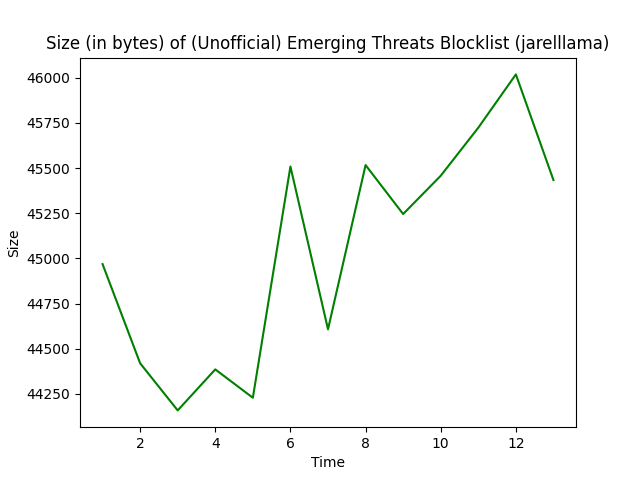 Size (in bytes) of (Unofficial) Emerging Threats Blocklist (jarelllama)
46000
45750
45500
45250
45000
44750
44500
44250
Size
2 4 6 8 10 12
Time